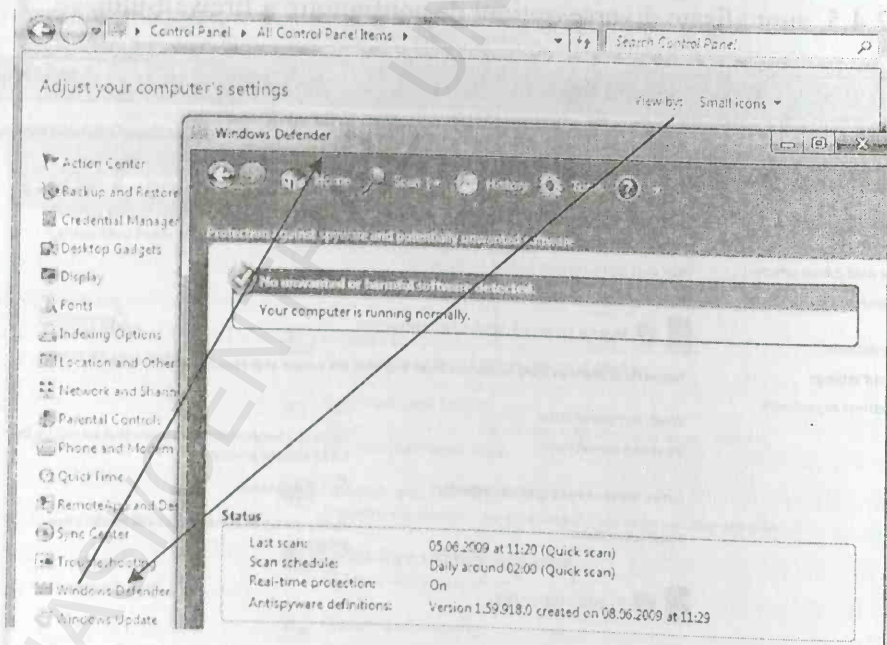 Control Panel ▸ All Control Panel Items ▸
Search Control Panel
Adjust your computer's settings
View by: Small icons
Windows Defender
Action Center
Backup and Restore
Credential Manager
Desktop Gadgets
Display
Fonts
Indexing Options
Location and Other
Network and Sharin
Parental Controls
Phone and Modem
QuickTime
RemoteApp and Des
Sync Center
Troubleshooting
Windows Defender
Windows Update
Home Scan History Tools
Protection against spyware and potentially unwanted software
No unwanted or harmful software detected.
Your computer is running normally.
Status
Last scan: 05.06.2009 at 11:20 (Quick scan)
Scan schedule: Daily around 02:00 (Quick scan)
Real-time protection: On
Antispyware definitions: Version 1.59.918.0 created on 08.06.2009 at 11:29